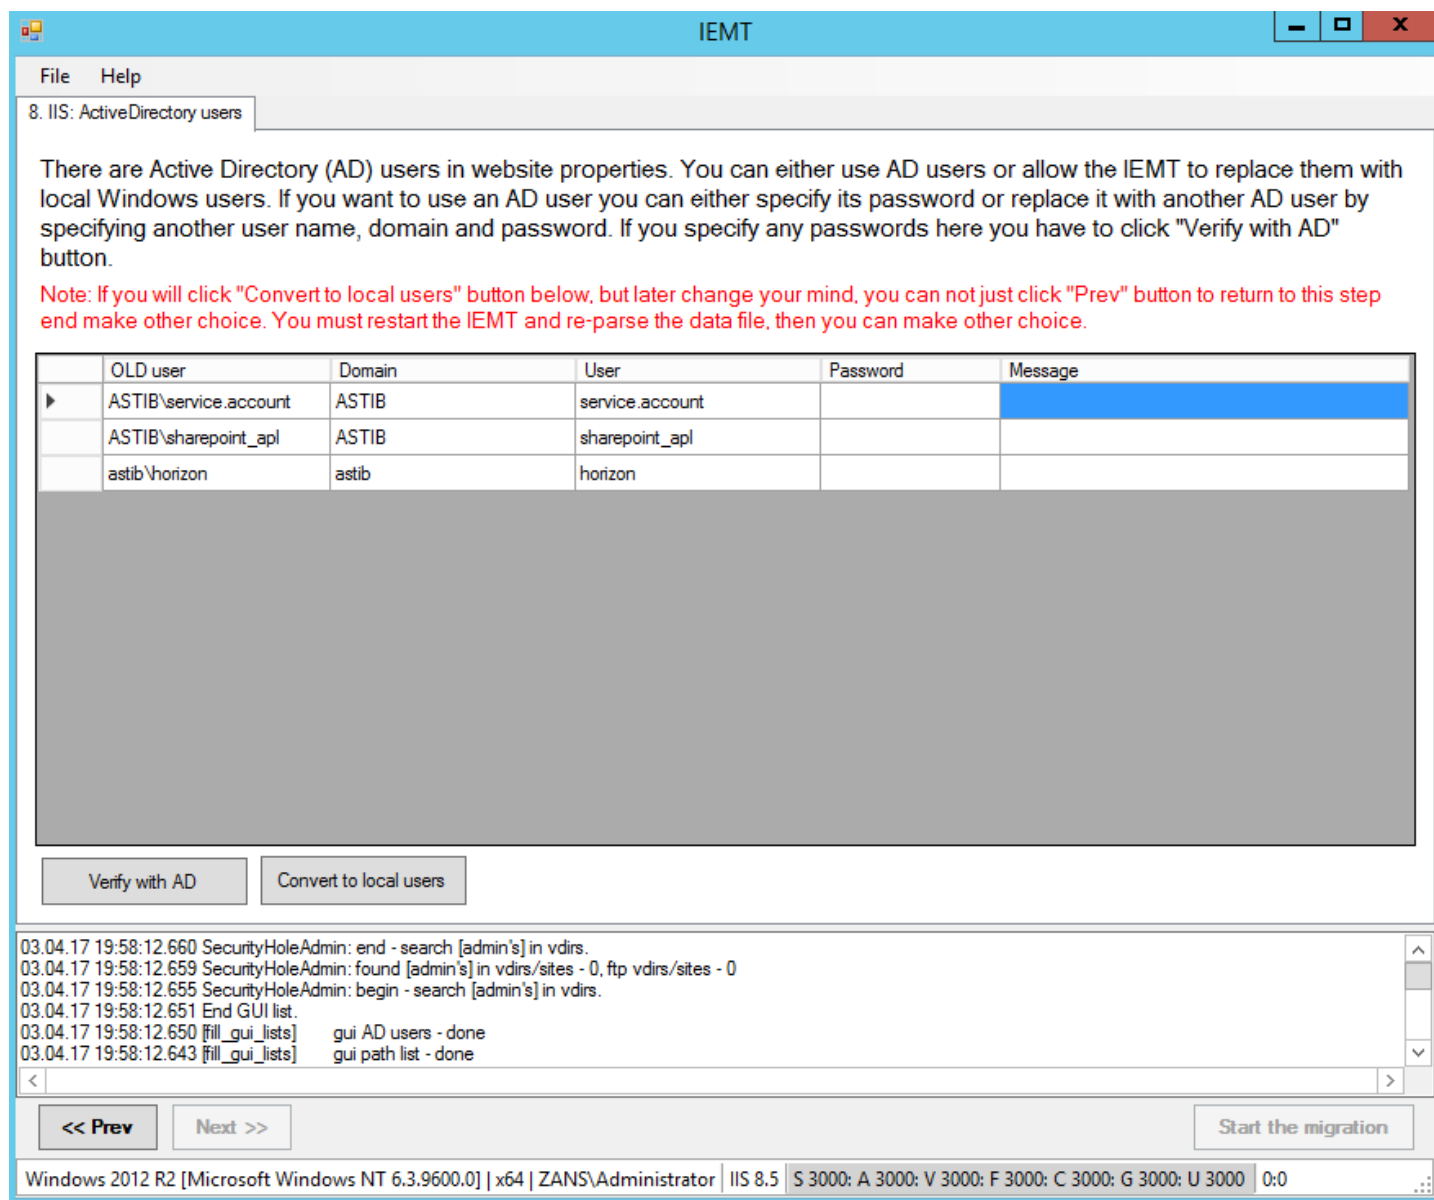 IEMT
File Help
8. IIS: ActiveDirectory users
There are Active Directory (AD) users in website properties. You can either use AD users or allow the IEMT to replace them with
local Windows users. If you want to use an AD user you can either specify its password or replace it with another AD user by
specifying another user name, domain and password. If you specify any passwords here you have to click "Verify with AD"
button.
Note: If you will click "Convert to local users" button below, but later change your mind, you can not just click "Prev" button to return to this step
end make other choice. You must restart the IEMT and re-parse the data file, then you can make other choice.
OLD user Domain User Password Message
ASTIB\service.account ASTIB service.account
ASTIB\sharepoint_apl ASTIB sharepoint_apl
astib\horizon astib horizon
Verify with AD Convert to local users
03.04.17 19:58:12.660 SecurityHoleAdmin: end - search [admin's] in vdirs.
03.04.17 19:58:12.659 SecurityHoleAdmin: found [admin's] in vdirs/sites - 0, ftp vdirs/sites - 0
03.04.17 19:58:12.655 SecurityHoleAdmin: begin - search [admin's] in vdirs.
03.04.17 19:58:12.651 End GUI list.
03.04.17 19:58:12.650 [fill_gui_lists] gui AD users - done
03.04.17 19:58:12.643 [fill_gui_lists] gui path list - done
<< Prev Next >> Start the migration
Windows 2012 R2 [Microsoft Windows NT 6.3.9600.0] | x64 | ZANS\Administrator IIS 8.5 S 3000: A 3000: V 3000: F 3000: C 3000: G 3000: U 3000 0:0